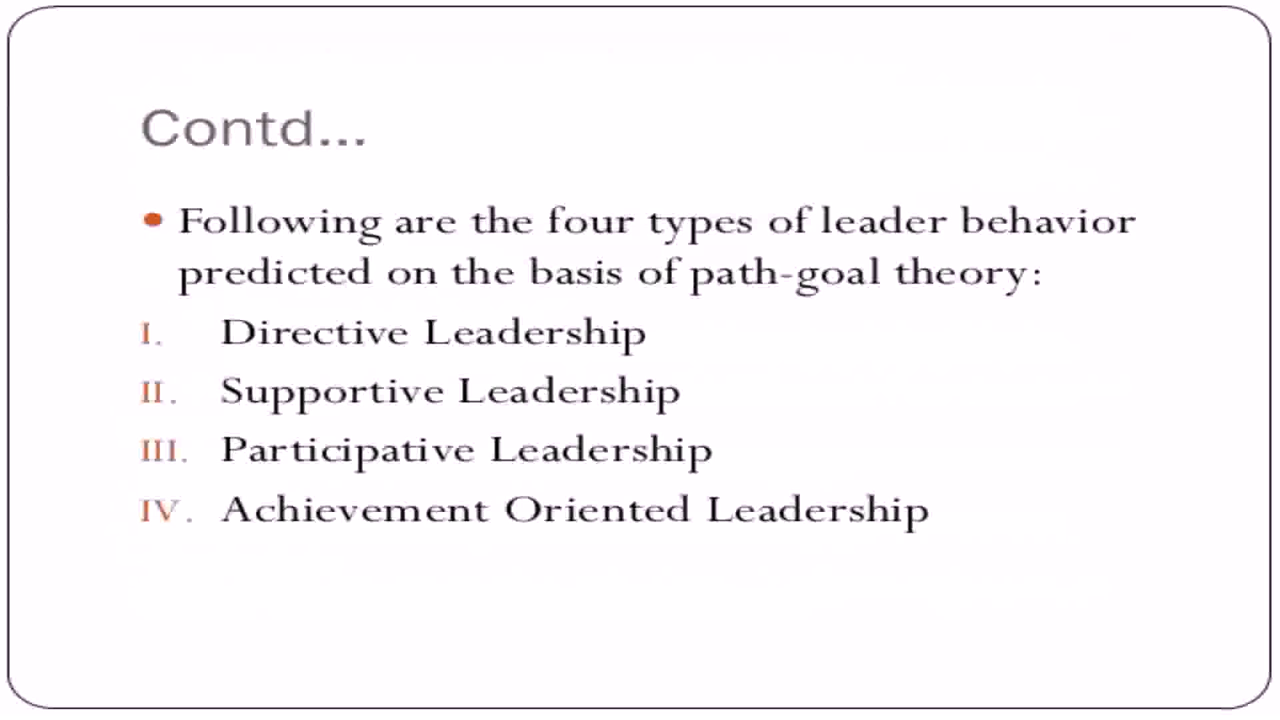 Contd...
• Following are the four types of leader behavior
predicted on the basis of path-goal theory:
I. Directive Leadership
II. Supportive Leadership
III. Participative Leadership
IV. Achievement Oriented Leadership